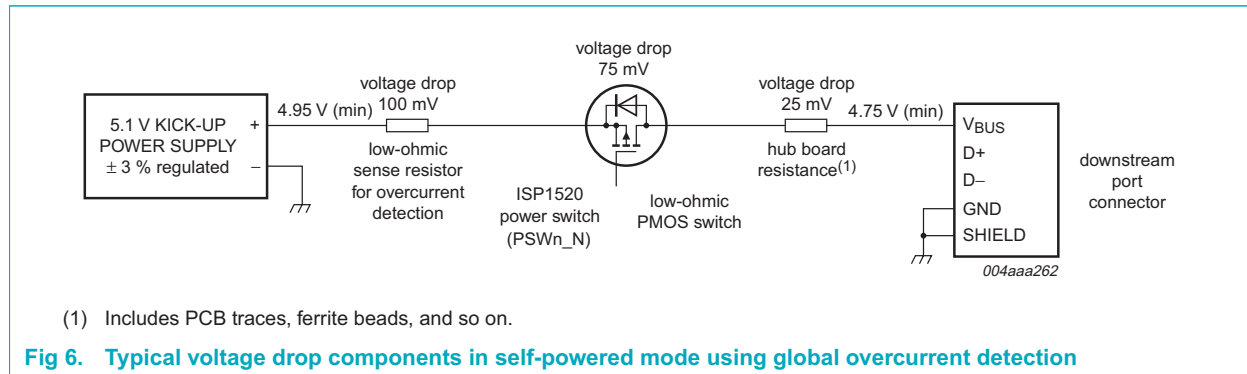 voltage drop
75 mV
voltage drop
100 mV
voltage drop
25 mV
4.95 V (min)
4.75 V (min)
5.1 V KICK-UP
POWER SUPPLY
± 3 % regulated
+
−
low-ohmic
sense resistor
for overcurrent
detection
ISP1520
power switch
(PSWn_N)
low-ohmic
PMOS switch
hub board
resistance(1)
VBUS
D+
D−
GND
SHIELD
downstream
port
connector
004aaa262
(1) Includes PCB traces, ferrite beads, and so on.
Fig 6. Typical voltage drop components in self-powered mode using global overcurrent detection